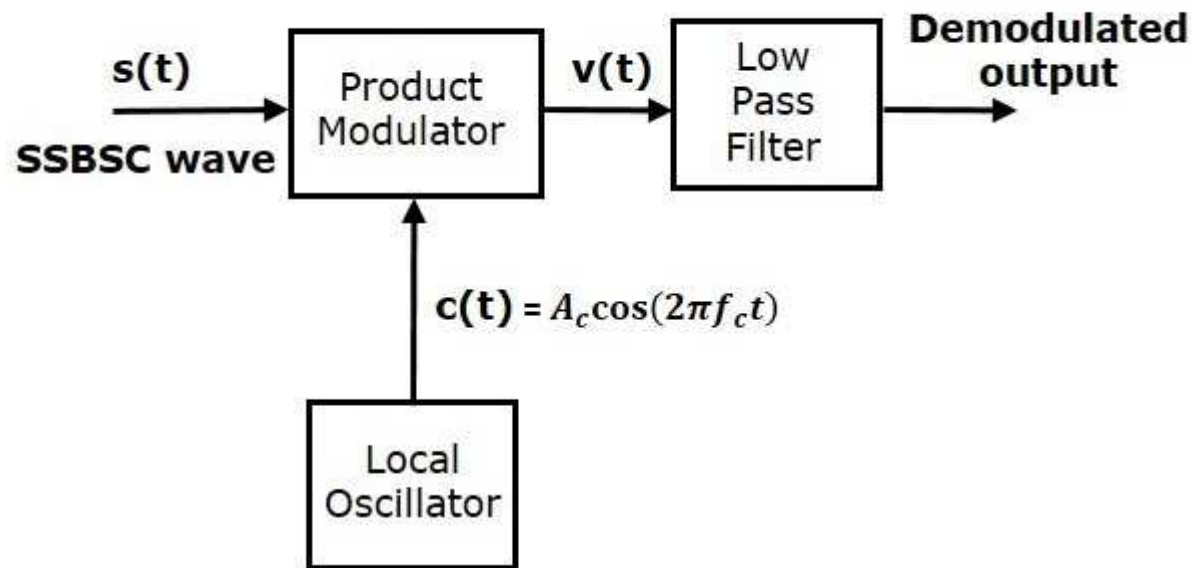 s(t)
SSBSC wave
Product
Modulator
v(t)
Low
Pass
Filter
Demodulated
output
c(t) = A_c cos(2πf_c t)
Local
Oscillator